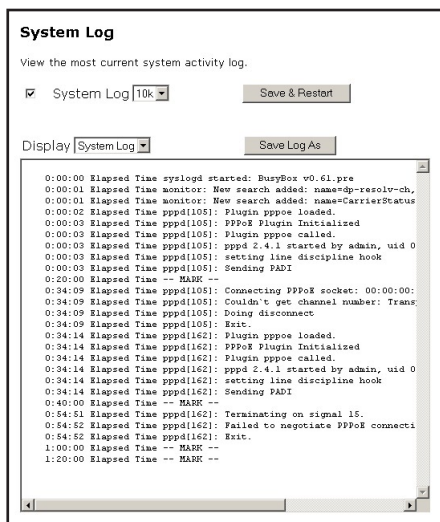 System Log
View the most current system activity log.
System Log 10k Save & Restart
Display System Log Save Log As
0:00:00 Elapsed Time syslogd started: BusyBox v0.61.pre
0:00:01 Elapsed Time monitor: New search added: name=dp-resolv-ch,
0:00:01 Elapsed Time monitor: New search added: name=CarrierStatus
0:00:02 Elapsed Time pppd[105]: Plugin pppoe loaded.
0:00:03 Elapsed Time pppd[105]: PPPoE Plugin Initialized
0:00:03 Elapsed Time pppd[105]: Plugin pppoe called.
0:00:03 Elapsed Time pppd[105]: pppd 2.4.1 started by admin, uid 0
0:00:03 Elapsed Time pppd[105]: setting line discipline hook
0:00:03 Elapsed Time pppd[105]: Sending PADI
0:20:00 Elapsed Time -- MARK --
0:34:09 Elapsed Time pppd[105]: Connecting PPPoE socket: 00:00:00:
0:34:09 Elapsed Time pppd[105]: Couldn`t get channel number: Trans
0:34:09 Elapsed Time pppd[105]: Doing disconnect
0:34:09 Elapsed Time pppd[105]: Exit.
0:34:14 Elapsed Time pppd[162]: Plugin pppoe loaded.
0:34:14 Elapsed Time pppd[162]: PPPoE Plugin Initialized
0:34:14 Elapsed Time pppd[162]: Plugin pppoe called.
0:34:14 Elapsed Time pppd[162]: pppd 2.4.1 started by admin, uid 0
0:34:14 Elapsed Time pppd[162]: setting line discipline hook
0:34:14 Elapsed Time pppd[162]: Sending PADI
0:40:00 Elapsed Time -- MARK --
0:54:51 Elapsed Time pppd[162]: Terminating on signal 15.
0:54:52 Elapsed Time pppd[162]: Failed to negotiate PPPoE connecti
0:54:52 Elapsed Time pppd[162]: Exit.
1:00:00 Elapsed Time -- MARK --
1:20:00 Elapsed Time -- MARK --